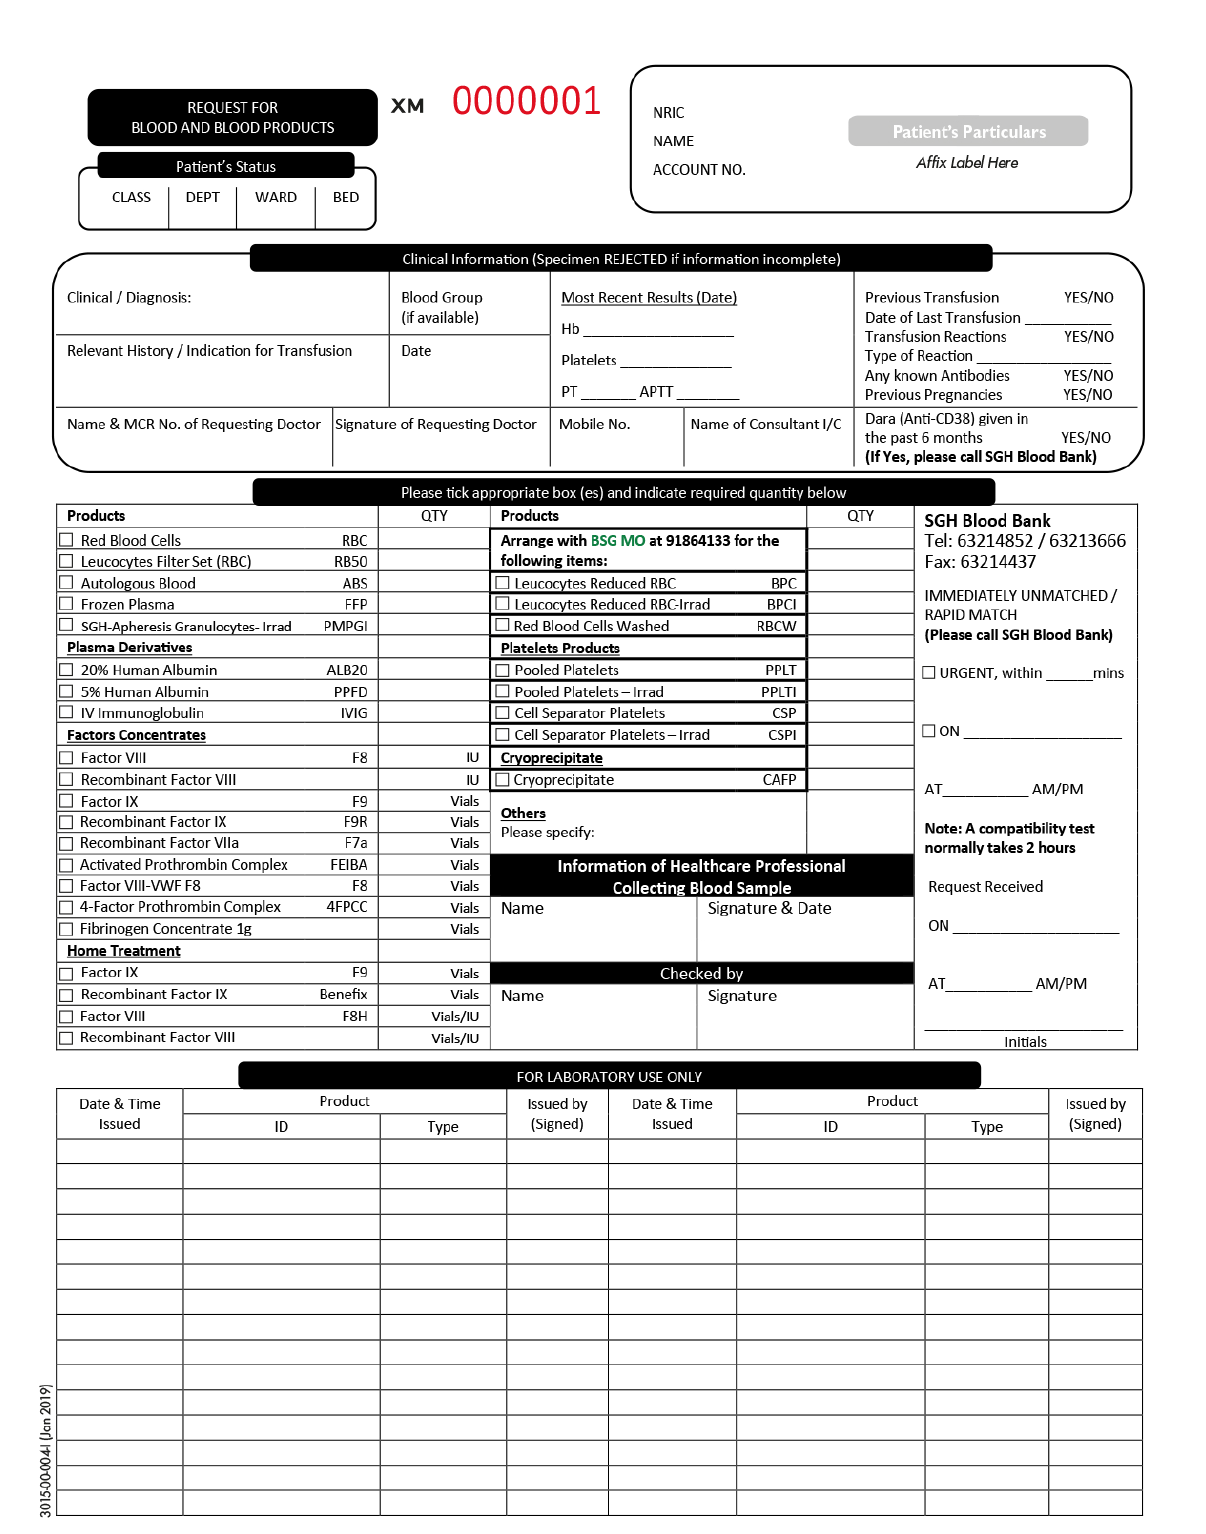 REQUEST FOR
BLOOD AND BLOOD PRODUCTS
XM 0000001
Patient's Status
CLASS DEPT WARD BED
NRIC
NAME
ACCOUNT NO.
Patient's Particulars
Affix Label Here
Clinical Information (Specimen REJECTED if information incomplete)
Clinical / Diagnosis:
Blood Group
(if available)
Relevant History / Indication for Transfusion
Date
Most Recent Results (Date)
Hb ___________________
Platelets ______________
PT _______ APTT ________
Previous Transfusion YES/NO
Date of Last Transfusion ___________
Transfusion Reactions YES/NO
Type of Reaction _________________
Any known Antibodies YES/NO
Previous Pregnancies YES/NO
Name & MCR No. of Requesting Doctor
Signature of Requesting Doctor
Mobile No.
Name of Consultant I/C
Dara (Anti-CD38) given in
the past 6 months YES/NO
(If Yes, please call SGH Blood Bank)
Please tick appropriate box (es) and indicate required quantity below
Products QTY
Red Blood Cells RBC
Leucocytes Filter Set (RBC) RB50
Autologous Blood ABS
Frozen Plasma FFP
SGH-Apheresis Granulocytes- Irrad PMPGI
Plasma Derivatives
20% Human Albumin ALB20
5% Human Albumin PPFD
IV Immunoglobulin IVIG
Factors Concentrates
Factor VIII F8 IU
Recombinant Factor VIII IU
Factor IX F9 Vials
Recombinant Factor IX F9R Vials
Recombinant Factor VIIa F7a Vials
Activated Prothrombin Complex FEIBA Vials
Factor VIII-VWF F8 F8 Vials
4-Factor Prothrombin Complex 4FPCC Vials
Fibrinogen Concentrate 1g Vials
Home Treatment
Factor IX F9 Vials
Recombinant Factor IX Benefix Vials
Factor VIII F8H Vials/IU
Recombinant Factor VIII Vials/IU
Products QTY
Arrange with BSG MO at 91864133 for the
following items:
Leucocytes Reduced RBC BPC
Leucocytes Reduced RBC-Irrad BPCI
Red Blood Cells Washed RBCW
Platelets Products
Pooled Platelets PPLT
Pooled Platelets – Irrad PPLTI
Cell Separator Platelets CSP
Cell Separator Platelets – Irrad CSPI
Cryoprecipitate
Cryoprecipitate CAFP
Others
Please specify:
Information of Healthcare Professional
Collecting Blood Sample
Name Signature & Date
Checked by
Name Signature
SGH Blood Bank
Tel: 63214852 / 63213666
Fax: 63214437
IMMEDIATELY UNMATCHED /
RAPID MATCH
(Please call SGH Blood Bank)
URGENT, within ______mins
ON ____________________
AT___________ AM/PM
Note: A compatibility test
normally takes 2 hours
Request Received
ON _____________________
AT___________ AM/PM
_________________________
Initials
FOR LABORATORY USE ONLY
Date & Time
Issued
Product
ID Type
Issued by
(Signed)
Date & Time
Issued
Product
ID Type
Issued by
(Signed)
3015-00-004-I (Jan 2019)